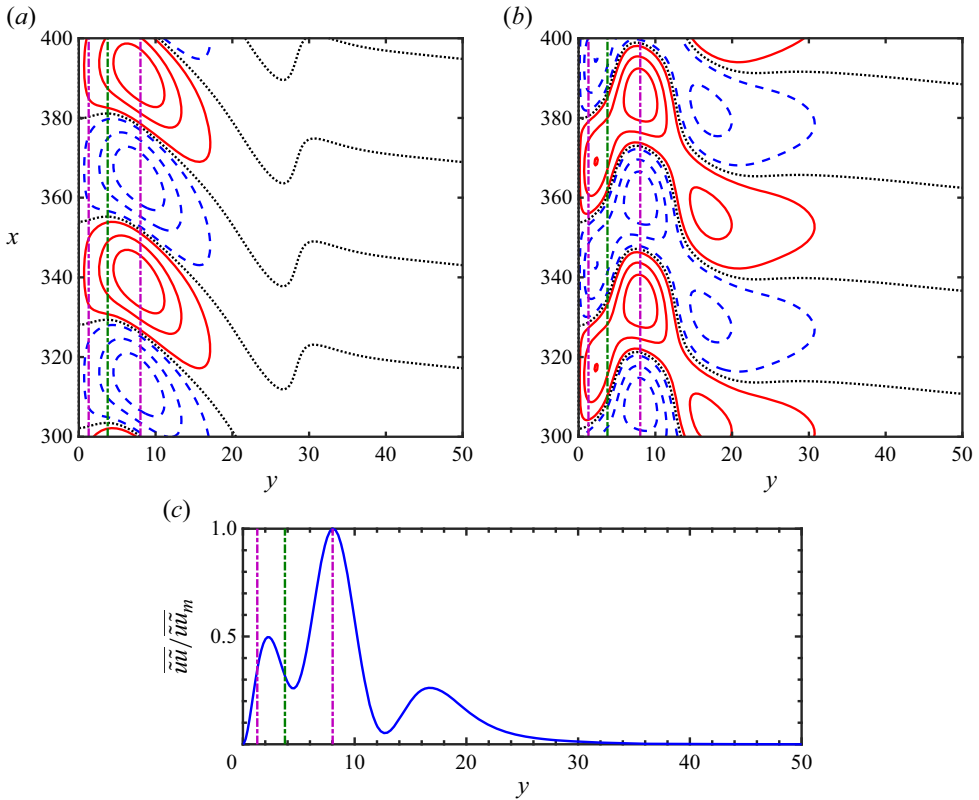 (a) (b)
400 400
380 380
360 360
x
340 340
320 320
300 300
0 10 20 30 40 50 0 10 20 30 40 50
y y
(c)
1.0
0.5
$\overline{\tilde{u}\tilde{u}}/\overline{\tilde{u}\tilde{u}}_m$
0 10 20 30 40 50
y